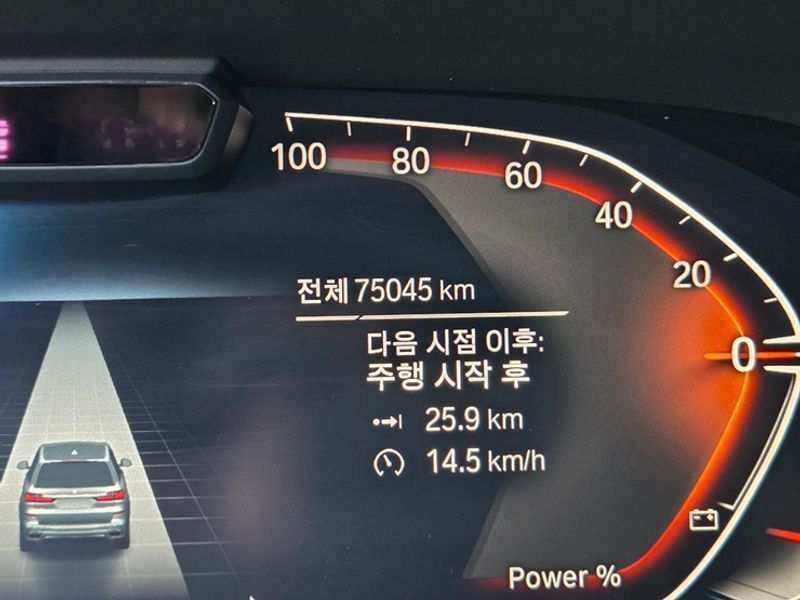 100 80 60 40 20 0
전체 75045 km
다음 시점 이후:
주행 시작 후
25.9 km
14.5 km/h
Power %